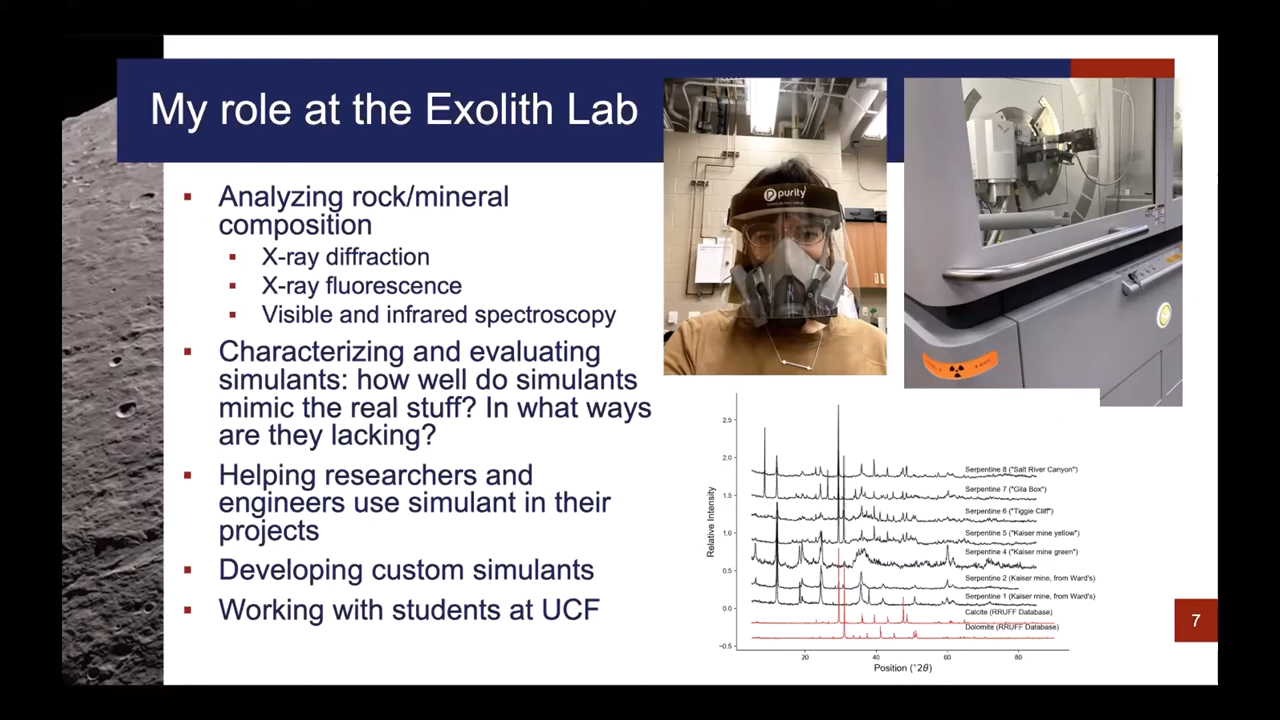 My role at the Exolith Lab
Analyzing rock/mineral
composition
X-ray diffraction
X-ray fluorescence
Visible and infrared spectroscopy
Characterizing and evaluating
simulants: how well do simulants
mimic the real stuff? In what ways
are they lacking?
Helping researchers and
engineers use simulant in their
projects
Developing custom simulants
Working with students at UCF
purity
Relative Intensity
2.5
2.0
1.5
1.0
0.5
0.0
−0.5
Serpentine 8 ("Salt River Canyon")
Serpentine 7 ("Gila Box")
Serpentine 6 ("Tiggie Cliff")
Serpentine 5 ("Kaiser mine yellow")
Serpentine 4 ("Kaiser mine green")
Serpentine 2 (Kaiser mine, from Ward's)
Serpentine 1 (Kaiser mine, from Ward's)
Calcite (RRUFF Database)
Dolomite (RRUFF Database)
20 40 60 80
Position (°2θ)
7